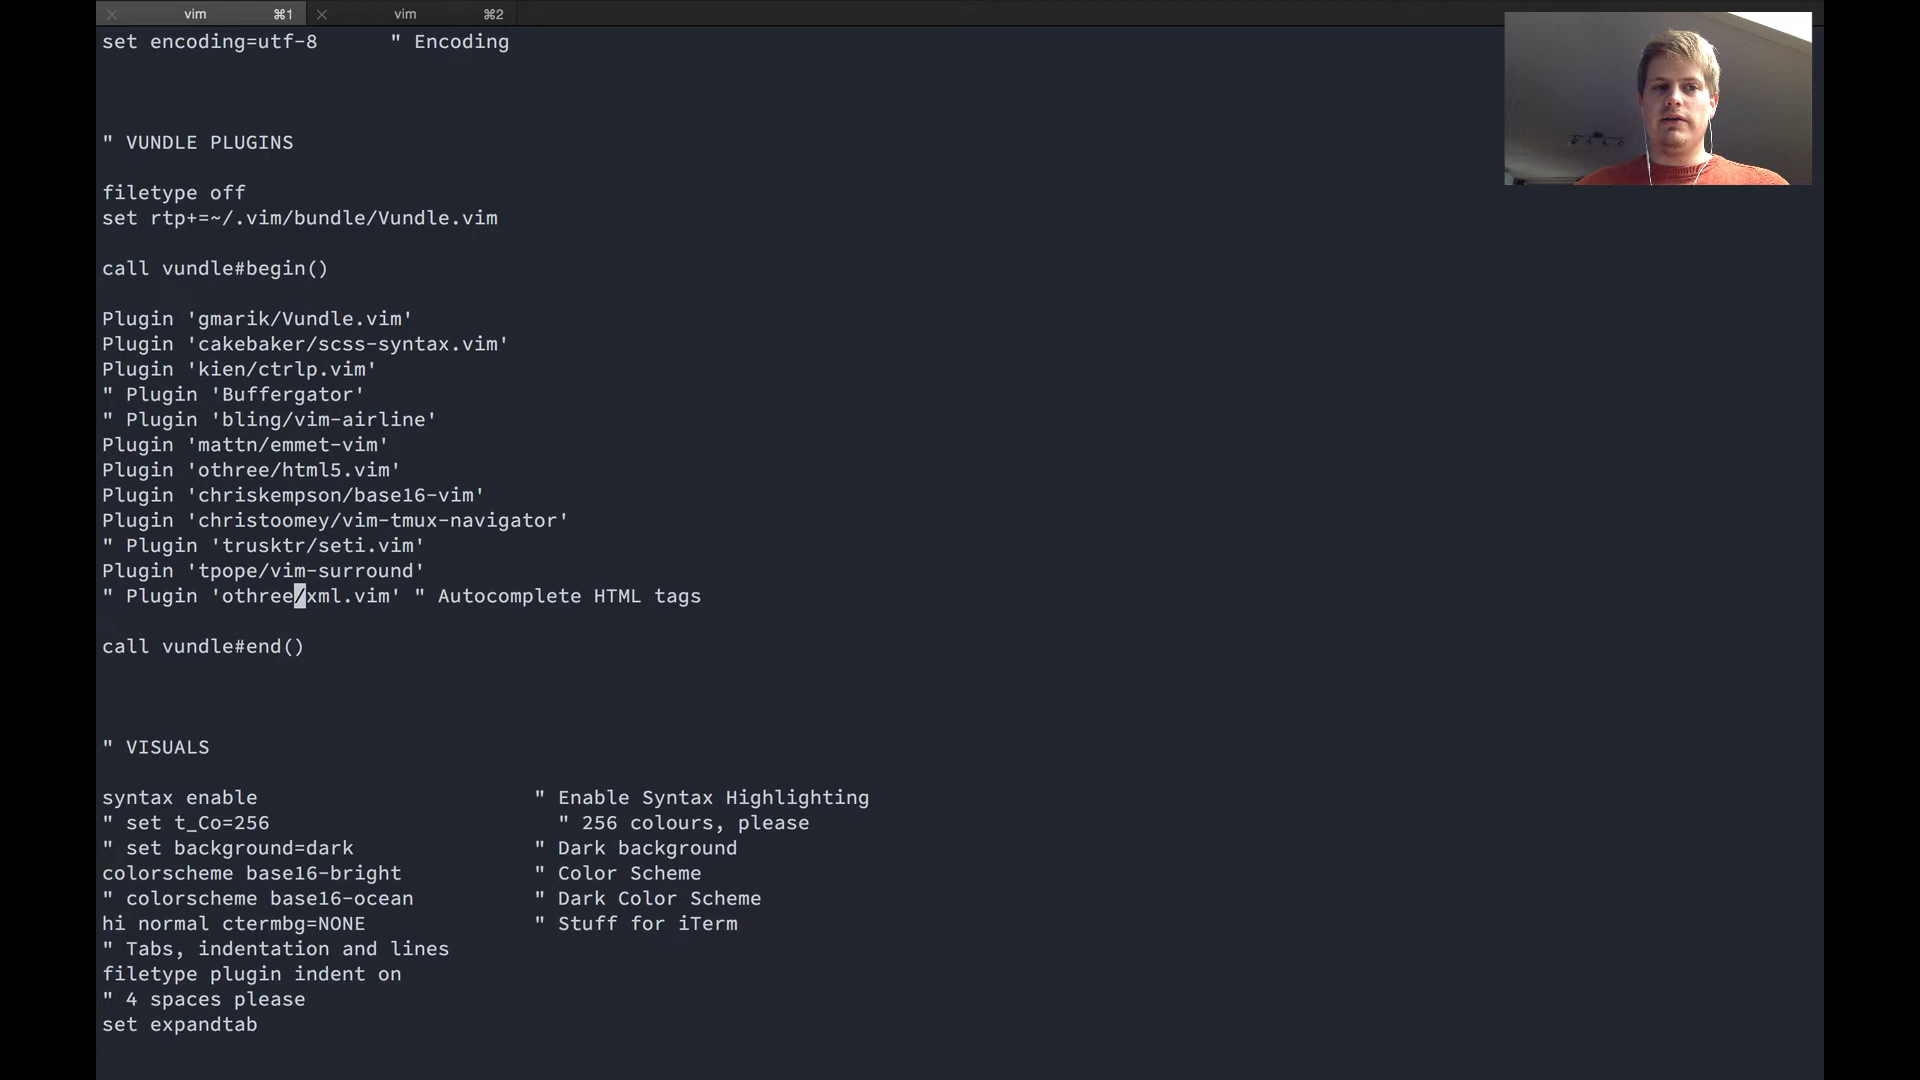 vim ⌘1 vim ⌘2
set encoding=utf-8 " Encoding
" VUNDLE PLUGINS
filetype off
set rtp+=~/.vim/bundle/Vundle.vim
call vundle#begin()
Plugin 'gmarik/Vundle.vim'
Plugin 'cakebaker/scss-syntax.vim'
Plugin 'kien/ctrlp.vim'
" Plugin 'Buffergator'
" Plugin 'bling/vim-airline'
Plugin 'mattn/emmet-vim'
Plugin 'othree/html5.vim'
Plugin 'chriskempson/base16-vim'
Plugin 'christoomey/vim-tmux-navigator'
" Plugin 'trusktr/seti.vim'
Plugin 'tpope/vim-surround'
" Plugin 'othree/xml.vim' " Autocomplete HTML tags
call vundle#end()
" VISUALS
syntax enable " Enable Syntax Highlighting
" set t_Co=256 " 256 colours, please
" set background=dark " Dark background
colorscheme base16-bright " Color Scheme
" colorscheme base16-ocean " Dark Color Scheme
hi normal ctermbg=NONE " Stuff for iTerm
" Tabs, indentation and lines
filetype plugin indent on
" 4 spaces please
set expandtab